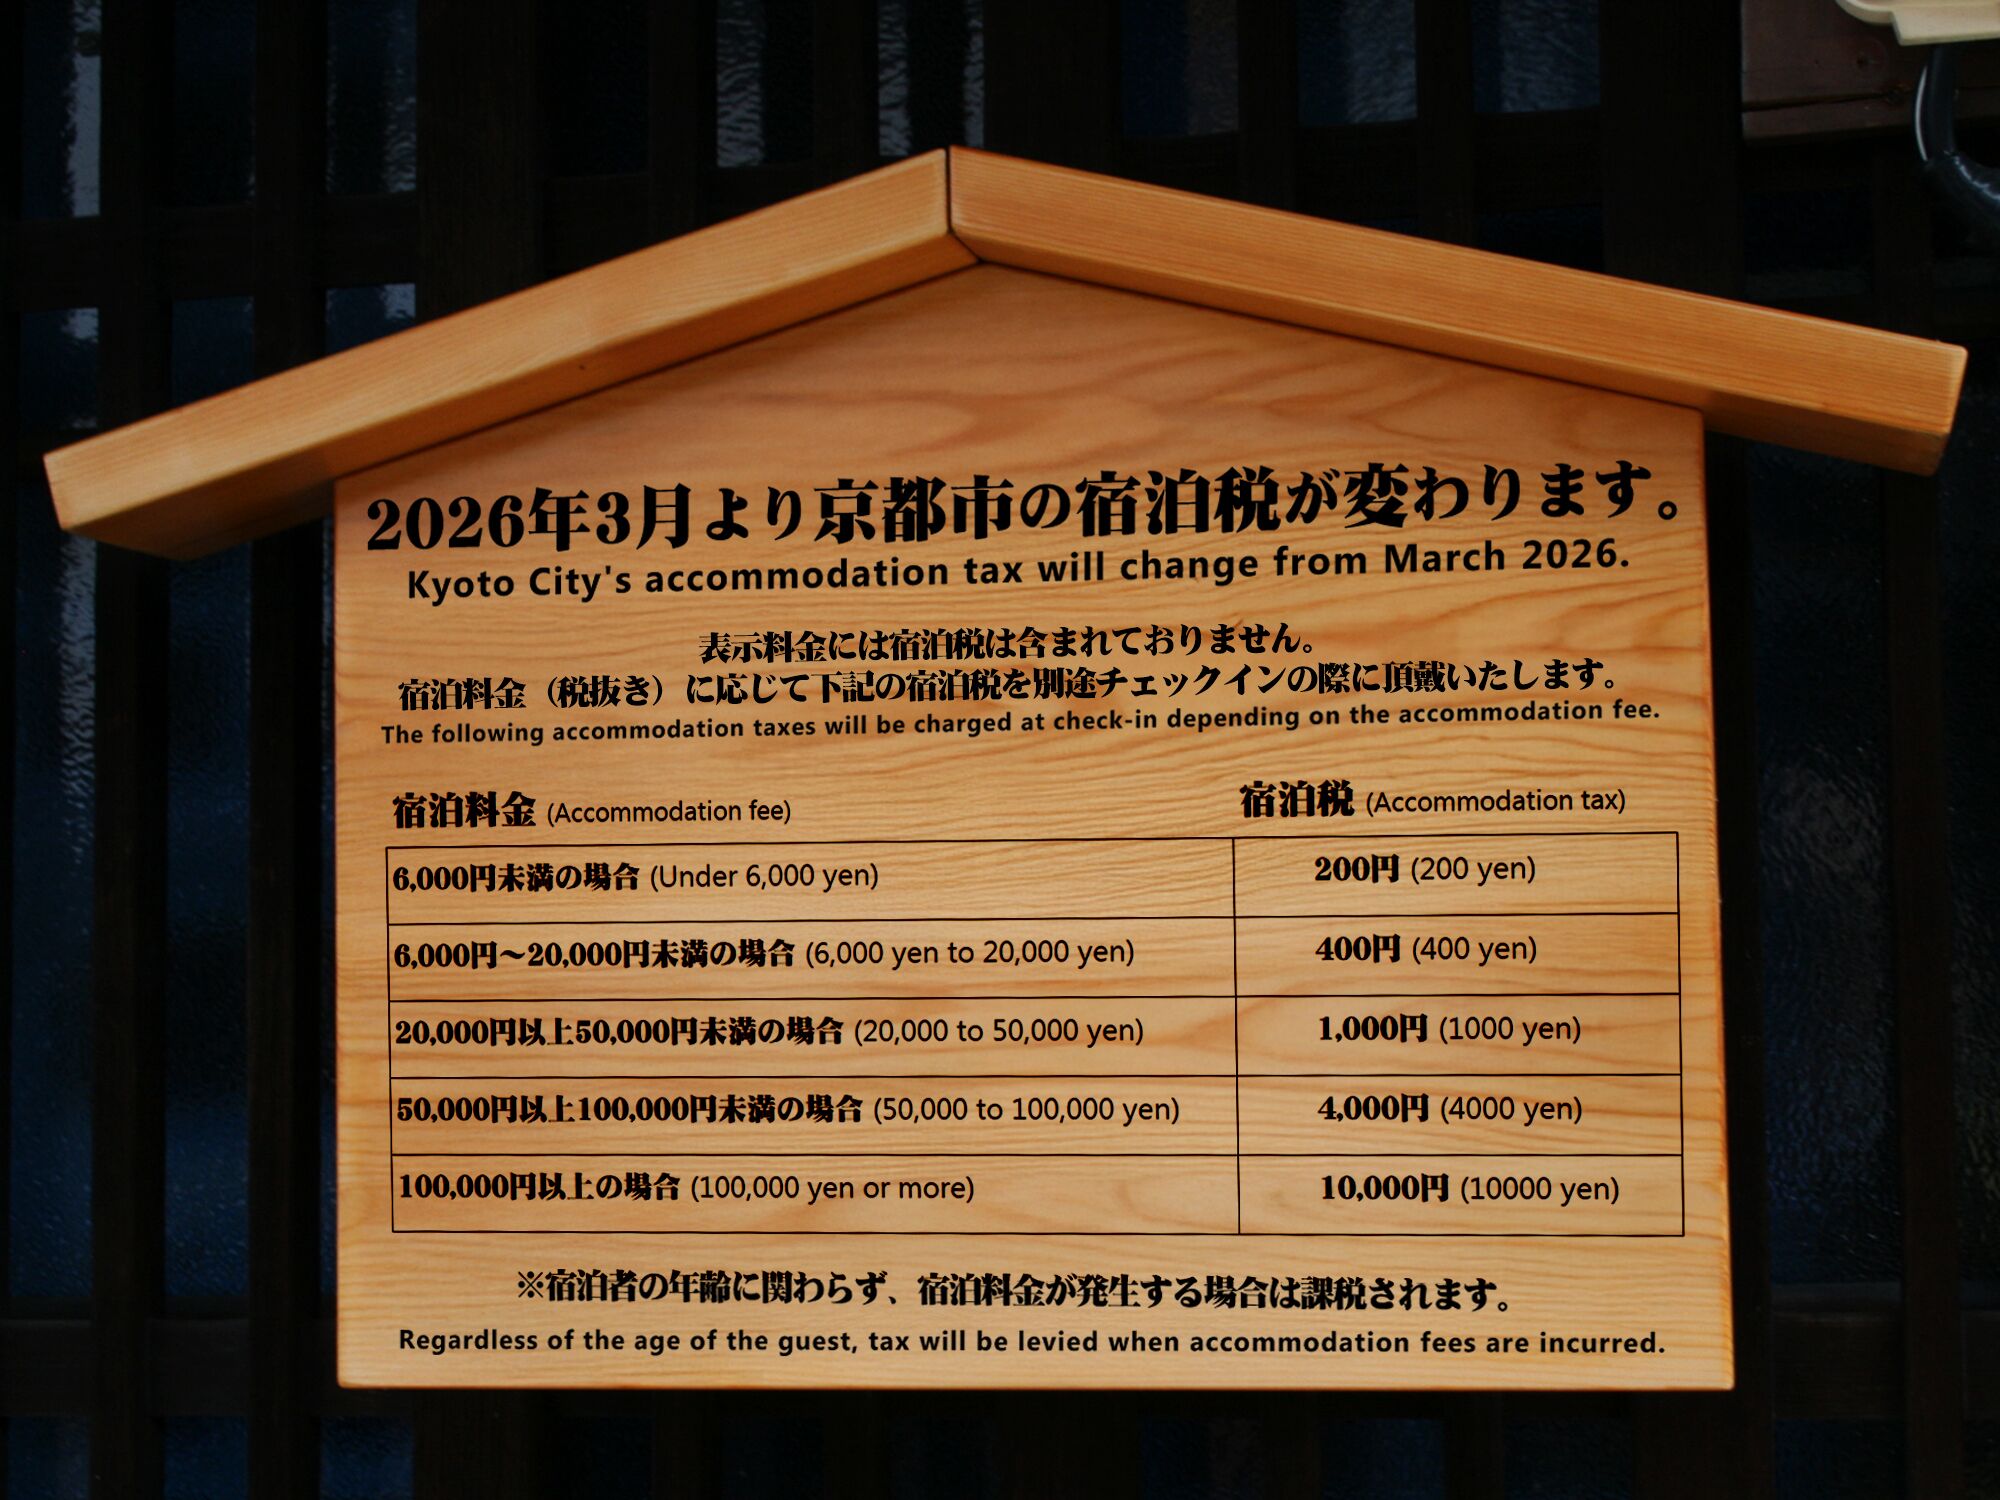 2026年3月より京都市の宿泊税が変わります。
Kyoto City's accommodation tax will change from March 2026.
表示料金には宿泊税は含まれておりません。
宿泊料金（税抜き）に応じて下記の宿泊税を別途チェックインの際に頂戴いたします。
The following accommodation taxes will be charged at check-in depending on the accommodation fee.
宿泊料金 (Accommodation fee) 宿泊税 (Accommodation tax)
6,000円未満の場合 (Under 6,000 yen) 200円 (200 yen)
6,000円～20,000円未満の場合 (6,000 yen to 20,000 yen) 400円 (400 yen)
20,000円以上50,000円未満の場合 (20,000 to 50,000 yen) 1,000円 (1000 yen)
50,000円以上100,000円未満の場合 (50,000 to 100,000 yen) 4,000円 (4000 yen)
100,000円以上の場合 (100,000 yen or more) 10,000円 (10000 yen)
※宿泊者の年齢に関わらず、宿泊料金が発生する場合は課税されます。
Regardless of the age of the guest, tax will be levied when accommodation fees are incurred.